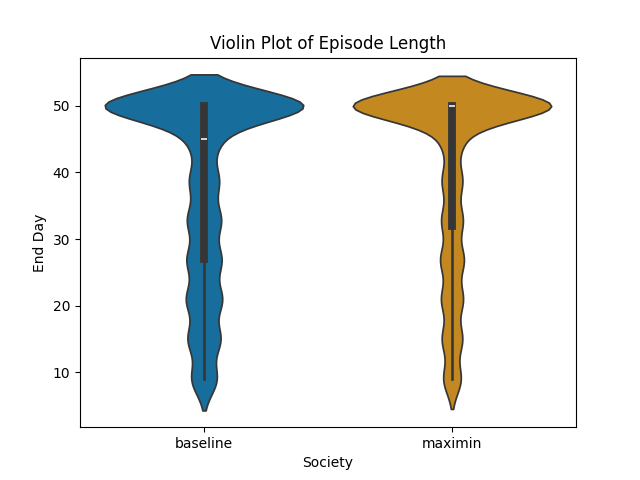 Violin Plot of Episode Length
50
40
30
20
10
End Day
baseline
maximin
Society